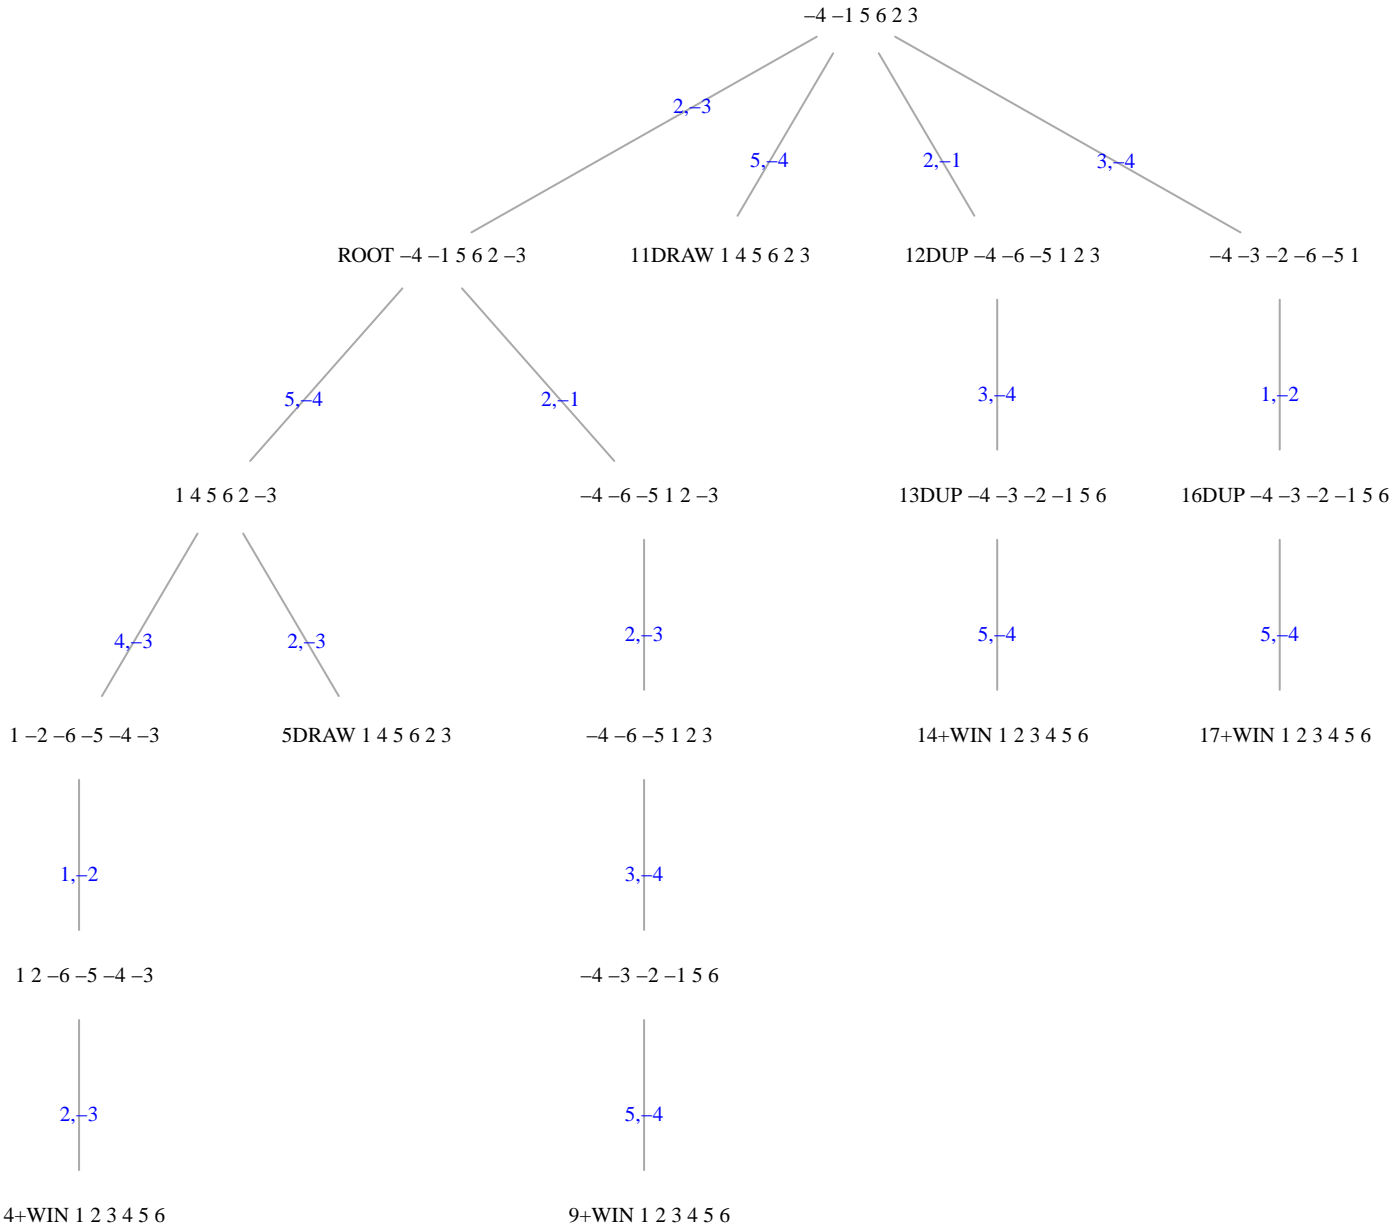 −4 −1 5 6 2 3
2,−3
5,−4
2,−1
3,−4
ROOT −4 −1 5 6 2 −3
11DRAW 1 4 5 6 2 3
12DUP −4 −6 −5 1 2 3
−4 −3 −2 −6 −5 1
5,−4
2,−1
3,−4
1,−2
1 4 5 6 2 −3
−4 −6 −5 1 2 −3
13DUP −4 −3 −2 −1 5 6
16DUP −4 −3 −2 −1 5 6
4,−3
2,−3
2,−3
5,−4
5,−4
1 −2 −6 −5 −4 −3
5DRAW 1 4 5 6 2 3
−4 −6 −5 1 2 3
14+WIN 1 2 3 4 5 6
17+WIN 1 2 3 4 5 6
1,−2
3,−4
1 2 −6 −5 −4 −3
−4 −3 −2 −1 5 6
2,−3
5,−4
4+WIN 1 2 3 4 5 6
9+WIN 1 2 3 4 5 6